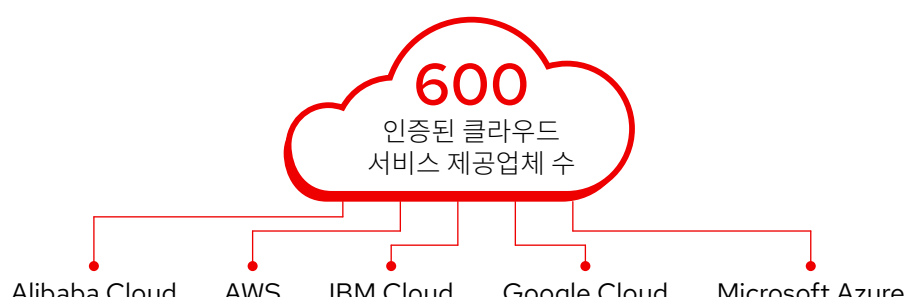 600
인증된 클라우드
서비스 제공업체 수
Alibaba Cloud
AWS
IBM Cloud
Google Cloud
Microsoft Azure